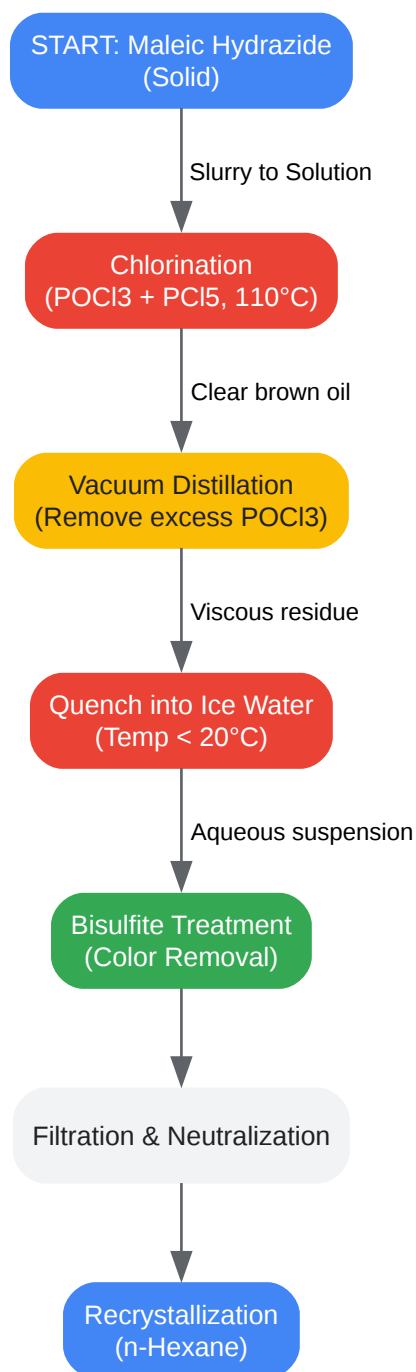 START: Maleic Hydrazide
(Solid)
Slurry to Solution
Chlorination
(POCl3 + PCl5, 110°C)
Clear brown oil
Vacuum Distillation
(Remove excess POCl3)
Viscous residue
Quench into Ice Water
(Temp < 20°C)
Aqueous suspension
Bisulfite Treatment
(Color Removal)
Filtration & Neutralization
Recrystallization
(n-Hexane)